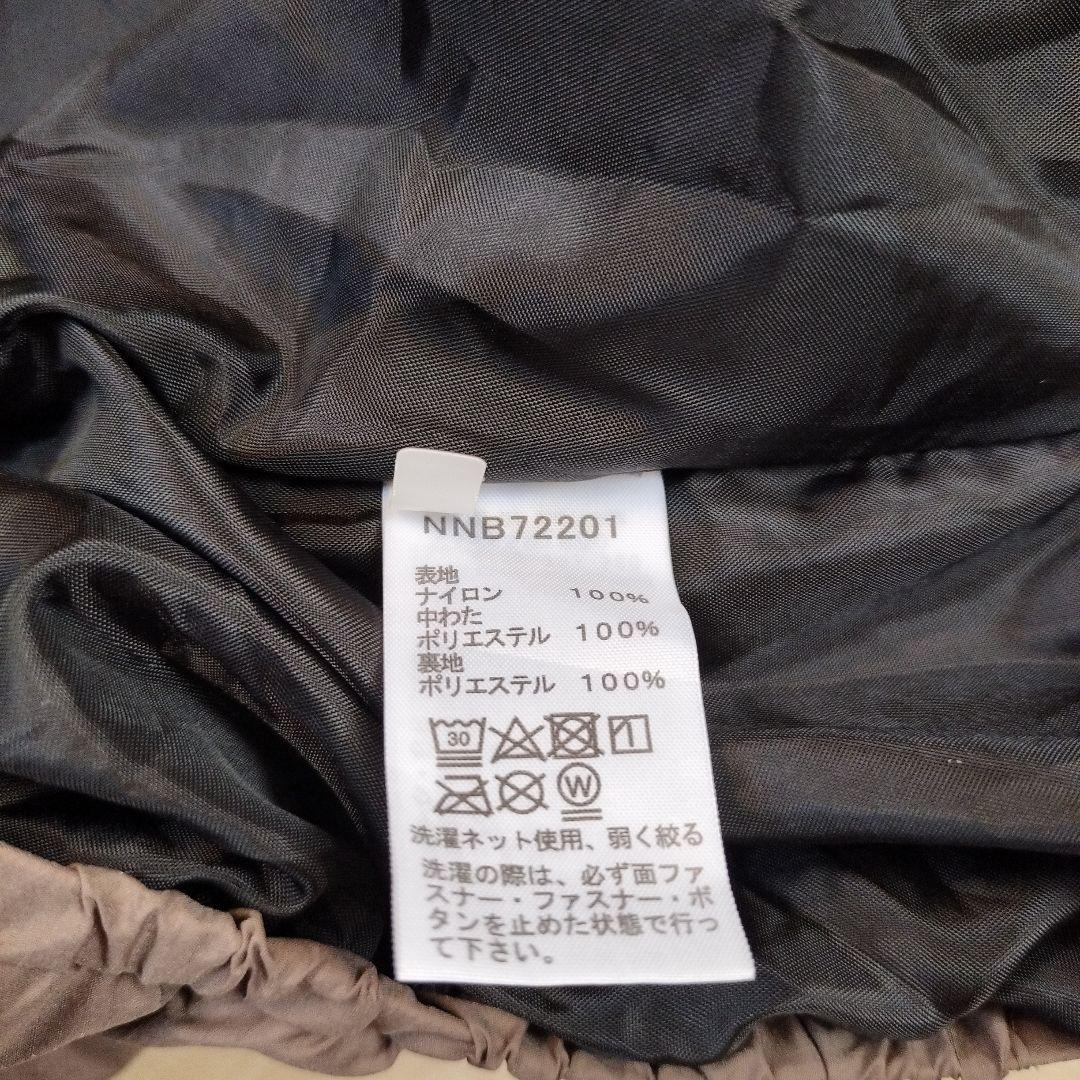 NNB72201
表地
ナイロン 100%
中わた
ポリエステル 100%
裏地
ポリエステル 100%
30
W
洗濯ネット使用、弱く絞る
洗濯の際は、必ず面ファ
スナー・ファスナー・ボ
タンを止めた状態で行っ
て下さい。